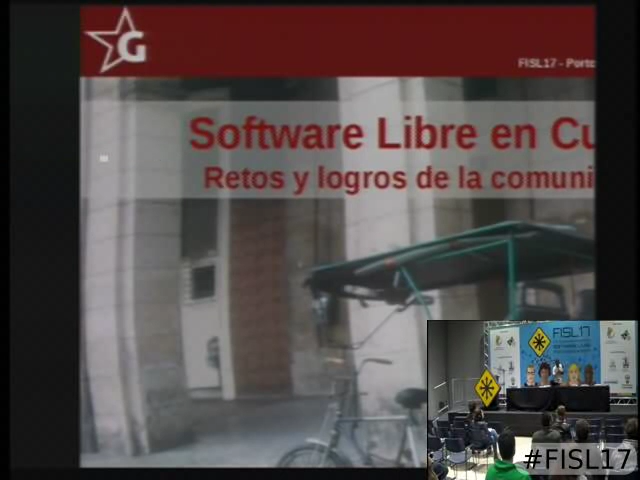 G
FISL17 - Porto
Software Libre en Cu
Retos y logros de la comuni
FISL17
#FISL17